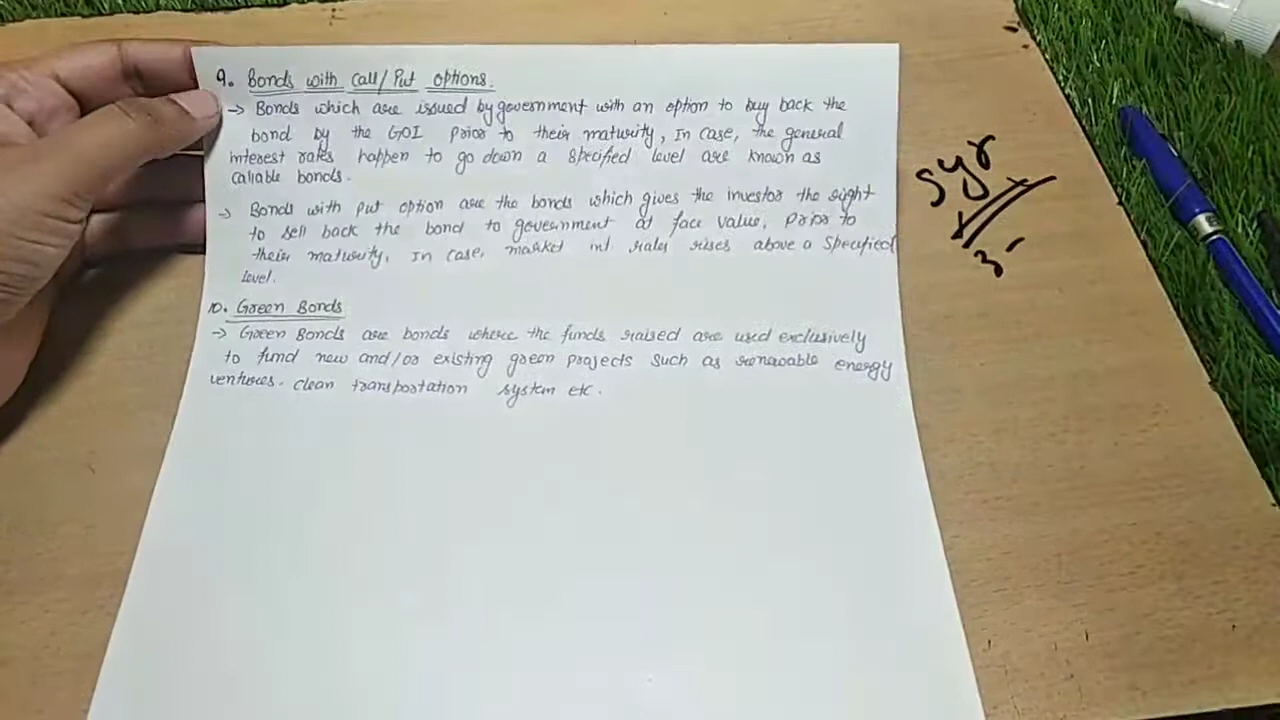 9. Bonds with Call/Put options.
→ Bonds which are issued by government with an option to buy back the
bond by the GOI prior to their maturity, In case, the general
interest rates happen to go down a specified level are known as
callable bonds.
→ Bonds with put option are the bonds which gives the investor the right
to sell back the bond to government at face value, prior to
their maturity, In case, market int rates rises above a specified
level.
10. Green Bonds
→ Green Bonds are bonds where the funds raised are used exclusively
to fund new and/or existing green projects such as renewable energy
ventures. clean transportation system etc.
5yr
3-